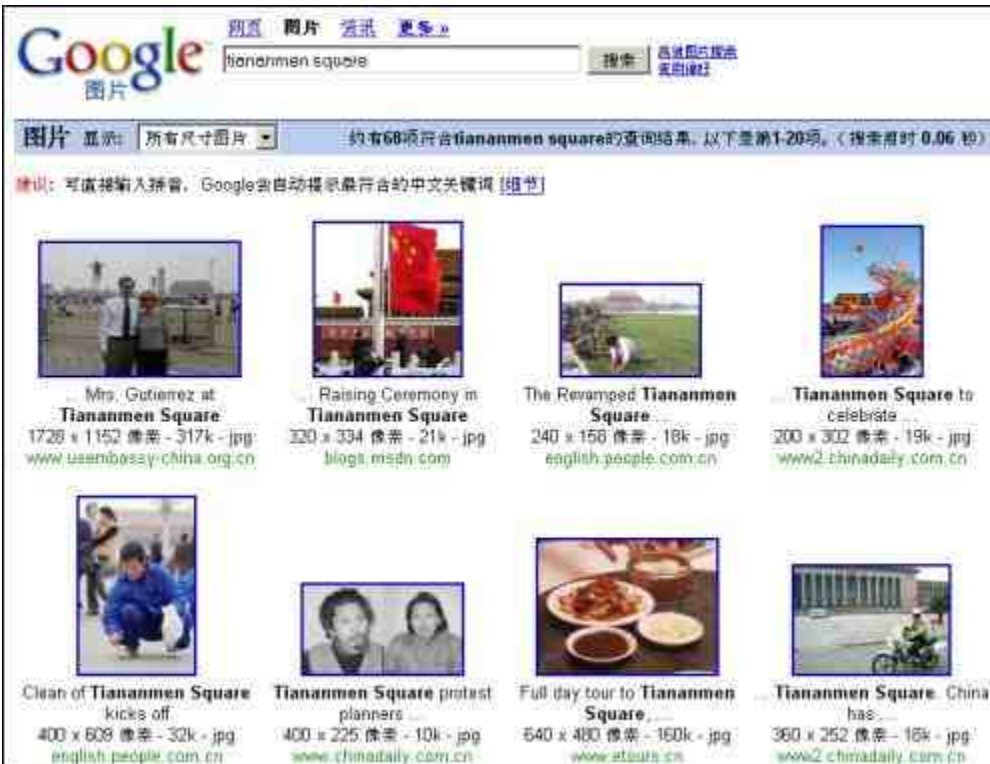 Google
图片
网页 图片 资讯 更多 »
tiananmen square
搜索
高级图片搜索
使用偏好
图片 显示: 所有尺寸图片
约有68项符合tiananmen square的查询结果, 以下是第1-20项。 (搜索用时 0.06 秒)
建议: 可直接输入拼音, Google会自动提示最符合的中文关键词 [细节]
... Mrs. Gutierrez at
Tiananmen Square
1728 x 1152 像素 - 317k - jpg
www.usembassy-china.org.cn
... Raising Ceremony in
Tiananmen Square
320 x 334 像素 - 21k - jpg
blogs.msdn.com
The Revamped Tiananmen
Square ...
240 x 158 像素 - 18k - jpg
english.people.com.cn
... Tiananmen Square to
celebrate ...
200 x 302 像素 - 19k - jpg
www2.chinadaily.com.cn
Clean of Tiananmen Square
kicks off
400 x 609 像素 - 32k - jpg
english.people.com.cn
Tiananmen Square protest
planners ...
400 x 225 像素 - 10k - jpg
www.chinadaily.com.cn
Full day tour to Tiananmen
Square, ...
640 x 480 像素 - 160k - jpg
www.etours.cn
... Tiananmen Square. China
has ...
360 x 252 像素 - 16k - jpg
www2.chinadaily.com.cn